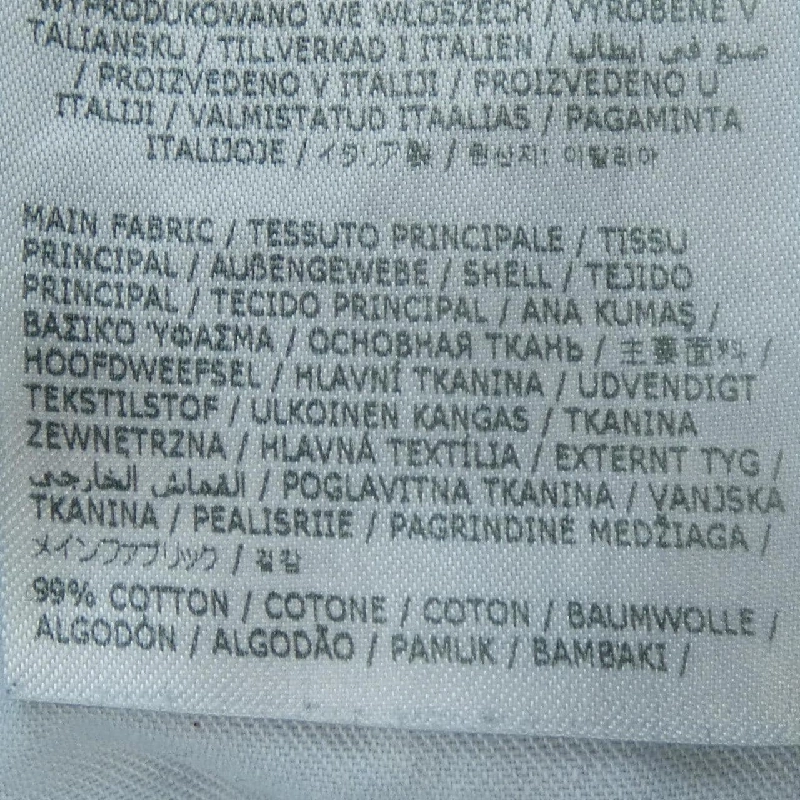 WYPRODUKOWANO WE WŁOSZECH / VYROBENÉ V
TALIANSKU / TILLVERKAD I ITALIEN / صنع في ايطاليا
/ PROIZVEDENO V ITALIJI / PROIZVEDENO U
ITALIJI / VALMISTATUD ITAALIAS / PAGAMINTA
ITALIJOJE / イタリア製 / 원산지: 이탈리아
MAIN FABRIC / TESSUTO PRINCIPALE / TISSU
PRINCIPAL / AUßENGEWEBE / SHELL / TEJIDO
PRINCIPAL / TECIDO PRINCIPAL / ANA KUMAŞ /
ΒΑΣΙΚΌ ΎΦΑΣΜΑ / ОСНОВНАЯ ТКАНЬ / 主要面料 /
HOOFDWEEFSEL / HLAVNÍ TKANINA / UDVENDIGT
TEKSTILSTOF / ULKOINEN KANGAS / TKANINA
ZEWNĘTRZNA / HLAVNÁ TEXTÍLIA / EXTERNT TYG /
القماش الخارجي / POGLAVITNA TKANINA / VANJSKA
TKANINA / PEALISRIIE / PAGRINDINĖ MEDŽIAGA /
メインファブリック / 겉감
99% COTTON / COTONE / COTON / BAUMWOLLE /
ALGODÓN / ALGODÃO / PAMUK / BAMBAKI /